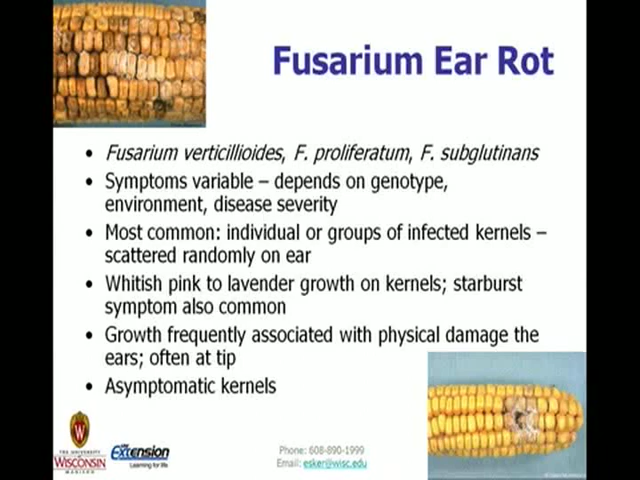 Fusarium Ear Rot
• Fusarium verticillioides, F. proliferatum, F. subglutinans
• Symptoms variable – depends on genotype,
environment, disease severity
• Most common: individual or groups of infected kernels –
scattered randomly on ear
• Whitish pink to lavender growth on kernels; starburst
symptom also common
• Growth frequently associated with physical damage the
ears; often at tip
• Asymptomatic kernels
W
THE UNIVERSITY
WISCONSIN
MADISON
Extension
Learning for life
Phone: 608-890-1999
Email: esker@wisc.edu